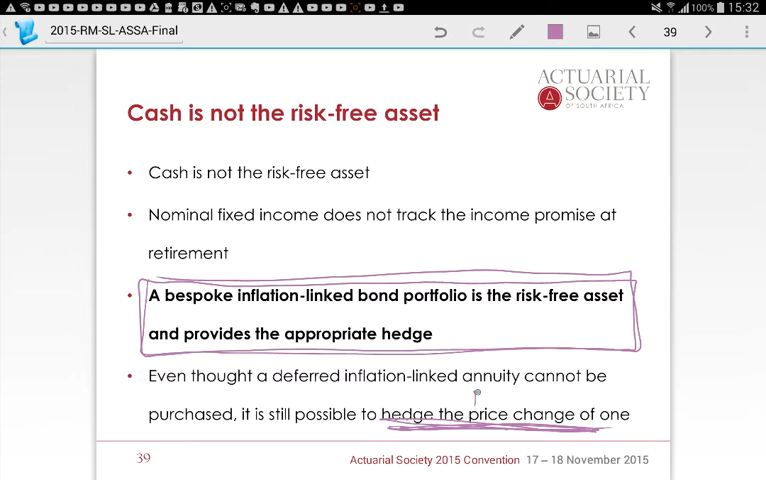 100% 15:32
2015-RM-SL-ASSA-Final
39
ACTUARIAL
SOCIETY
OF SOUTH AFRICA
Cash is not the risk-free asset
• Cash is not the risk-free asset
• Nominal fixed income does not track the income promise at
retirement
• A bespoke inflation-linked bond portfolio is the risk-free asset
and provides the appropriate hedge
• Even thought a deferred inflation-linked annuity cannot be
purchased, it is still possible to hedge the price change of one
39
Actuarial Society 2015 Convention 17 – 18 November 2015